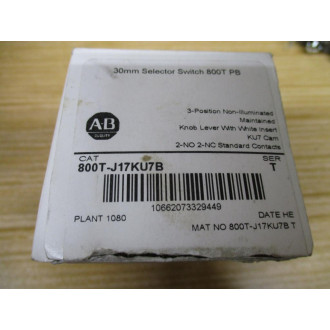 30mm Selector Switch 800T PB
3-Position Non-Illuminated
Maintained
Knob Lever With White Insert
KU7 Cam
2-NO 2-NC Standard Contacts
AB
QUALITY
CAT
SER
800T-J17KU7B
T
10662073329449
PLANT 1080
DATE HE
MAT NO 800T-J17KU7B T